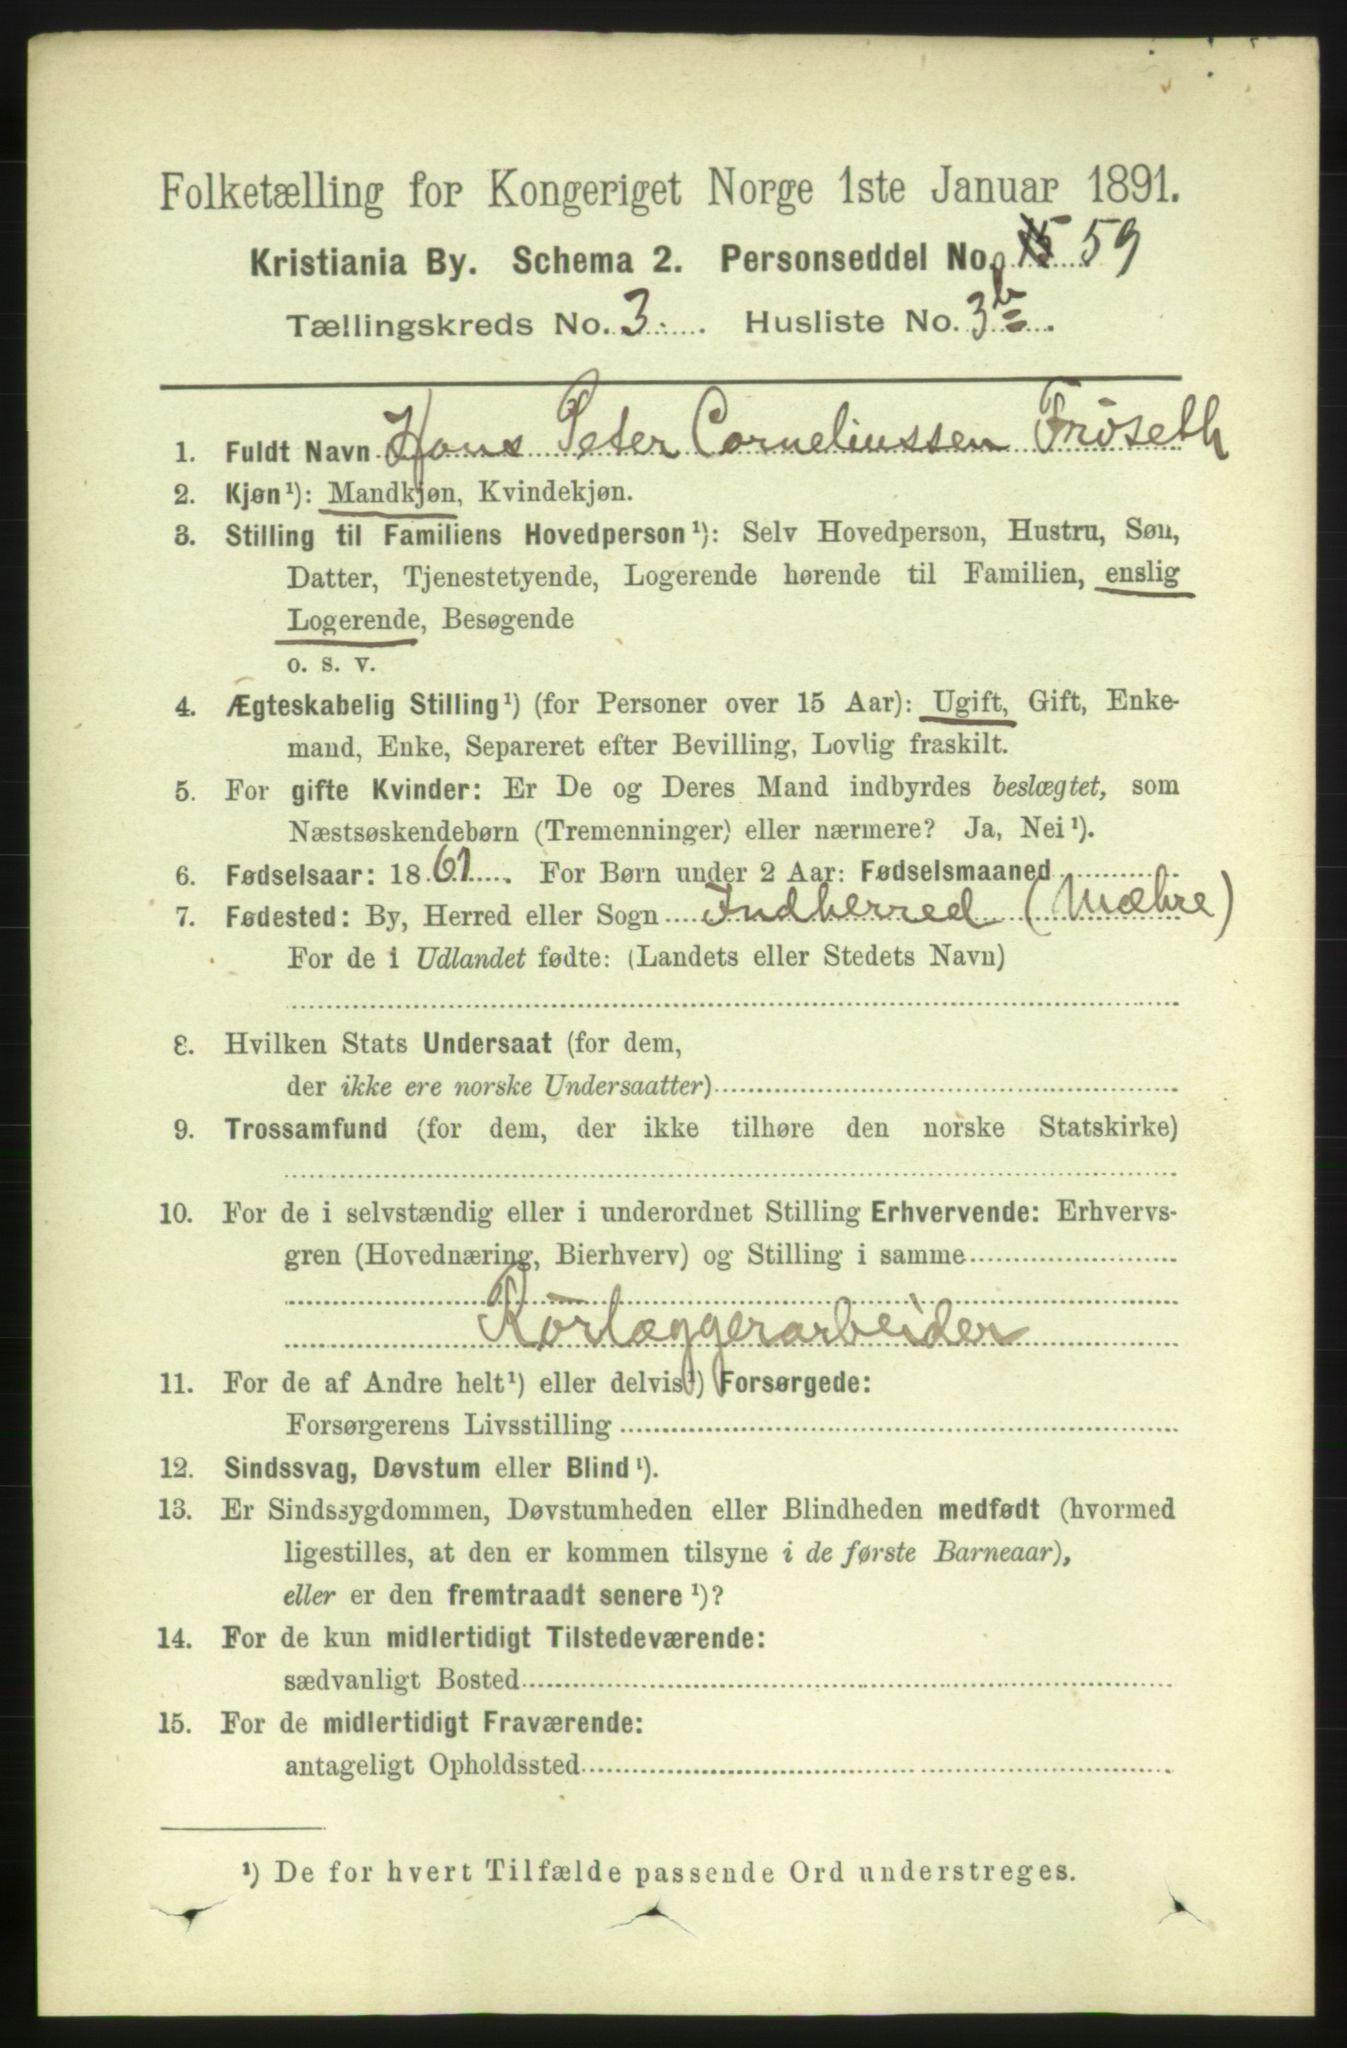 Folketælling for Kongeriget Norge 1ste Januar 1891.
Kristiania By. Schema 2. Personseddel No. 59
Tællingskreds No. 3. Husliste No. 3b
1. Fuldt Navn Hans Peter Corneliussen Fröseth
2. Kjøn¹): Mandkjøn, Kvindekjøn.
3. Stilling til Familiens Hovedperson¹): Selv Hovedperson, Hustru, Søn,
Datter, Tjenestetyende, Logerende hørende til Familien, enslig
Logerende, Besøgende
o. s. v.
4. Ægteskabelig Stilling¹) (for Personer over 15 Aar): Ugift, Gift, Enke-
mand, Enke, Separeret efter Bevilling, Lovlig fraskilt.
5. For gifte Kvinder: Er De og Deres Mand indbyrdes beslægtet, som
Næstsøskendebørn (Tremenninger) eller nærmere? Ja, Nei¹).
6. Fødselsaar: 1861. For Børn under 2 Aar: Fødselsmaaned
7. Fødested: By, Herred eller Sogn Indherred (Mæhre)
For de i Udlandet fødte: (Landets eller Stedets Navn)
8. Hvilken Stats Undersaat (for dem,
der ikke ere norske Undersaatter)
9. Trossamfund (for dem, der ikke tilhøre den norske Statskirke)
10. For de i selvstændig eller i underordnet Stilling Erhvervende: Erhvervs-
gren (Hovednæring, Bierhverv) og Stilling i samme
Rörlæggerarbeider
11. For de af Andre helt¹) eller delvis¹) Forsørgede:
Forsørgerens Livsstilling
12. Sindssvag, Døvstum eller Blind¹).
13. Er Sindssygdommen, Døvstumheden eller Blindheden medfødt (hvormed
ligestilles, at den er kommen tilsyne i de første Barneaar),
eller er den fremtraadt senere¹)?
14. For de kun midlertidigt Tilstedeværende:
sædvanligt Bosted
15. For de midlertidigt Fraværende:
antageligt Opholdssted
¹) De for hvert Tilfælde passende Ord understreges.